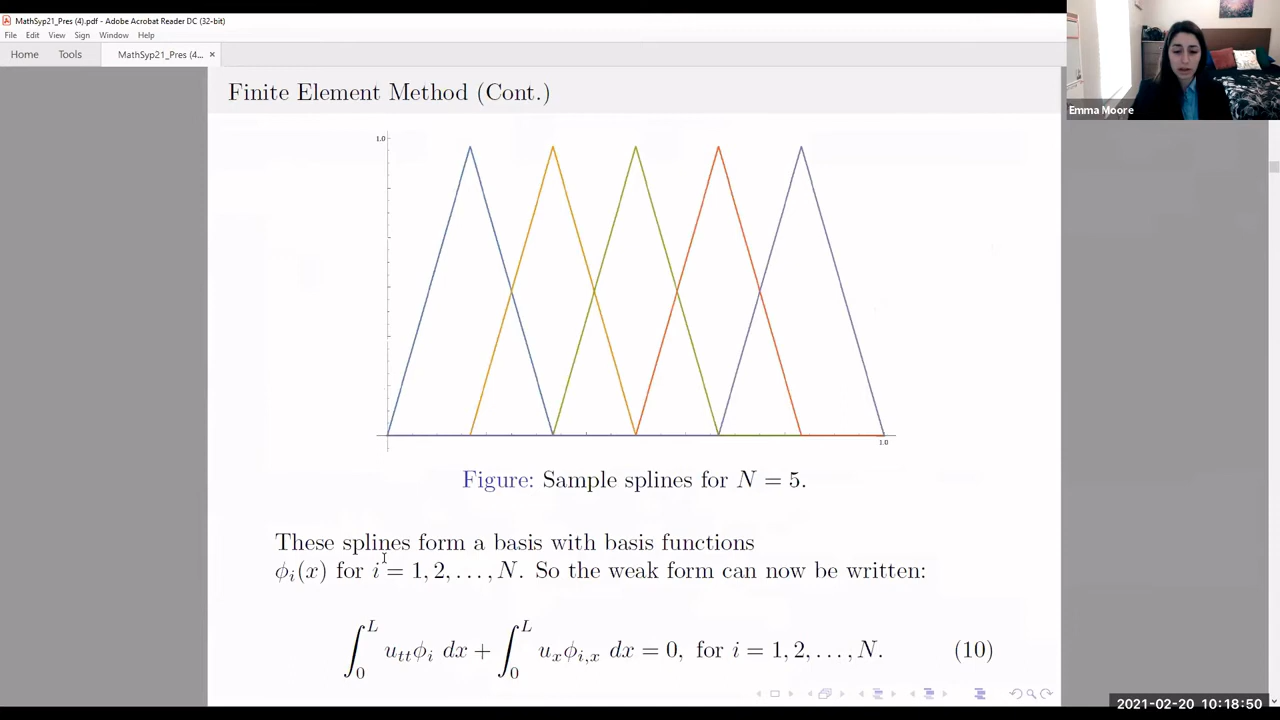 MathSyp21_Pres (4).pdf - Adobe Acrobat Reader DC (32-bit)
File Edit View Sign Window Help
Home Tools MathSyp21_Pres (4... ×
Emma Moore
Finite Element Method (Cont.)
1.0
1.0
Figure: Sample splines for N = 5.
These splines form a basis with basis functions
ϕᵢ(x) for i = 1, 2, . . . , N. So the weak form can now be written:
∫₀ᴸ uₜₜϕᵢ dx + ∫₀ᴸ uₓϕᵢ,ₓ dx = 0, for i = 1, 2, . . . , N. (10)
2021-02-20 10:18:50